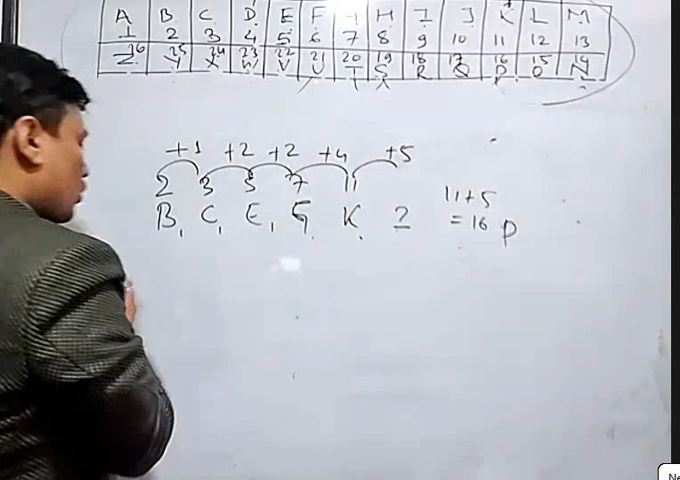 A B C D E F H I J K L M
1 2 3 4 5 6 7 8 9 10 11 12 13
26 25 24 23 22 21 20 19 18 17 16 15 14
Z Y X W V U T S R Q P O N
+1 +2 +2 +4 +5
2 3 5 7 11
B, C, E, G, K, ?
11+5
= 16 P
Ne